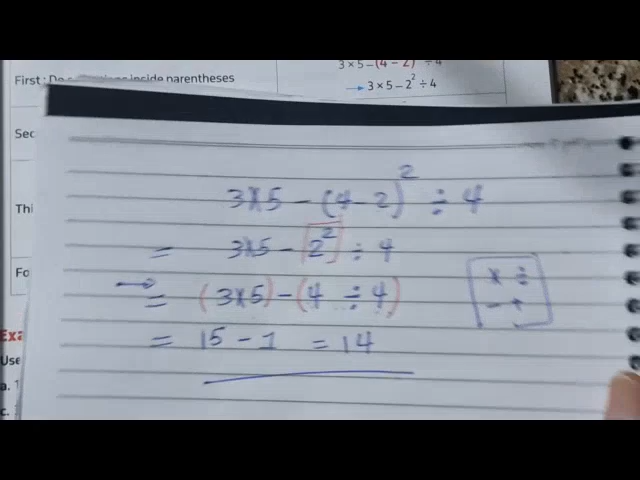 3×5−(4−2)² ÷4
First : Do inside parentheses
→ 3×5−2²÷4
Sec
3×5 − (4−2)² ÷ 4
Thi
= 3×5 − 2² ÷ 4
→ = (3×5) − (4 ÷ 4)
× ÷
− +
Fo
= 15 − 1 = 14
Exa
Use
a. 1
c.